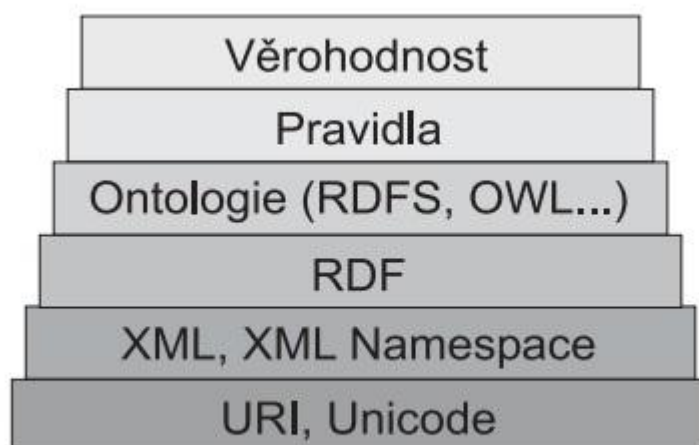 Věrohodnost
Pravidla
Ontologie (RDFS, OWL...)
RDF
XML, XML Namespace
URI, Unicode